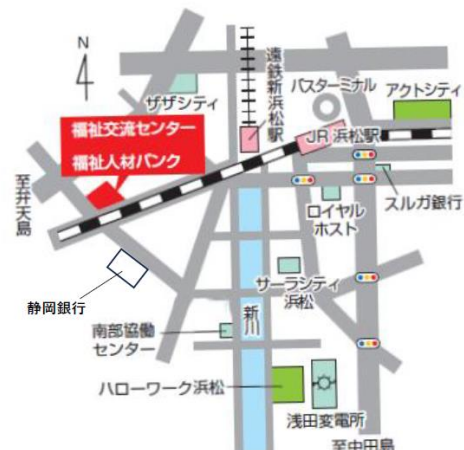 N
遠鉄新浜松駅
バスターミナル
アクトシティ
ザザシティ
福祉交流センター
福祉人材バンク
JR 浜松駅
至弁天島
ロイヤル
ホスト
スルガ銀行
静岡銀行
サーラシティ
浜松
新川
南部協働
センター
ハローワーク浜松
浅田変電所
至中田島